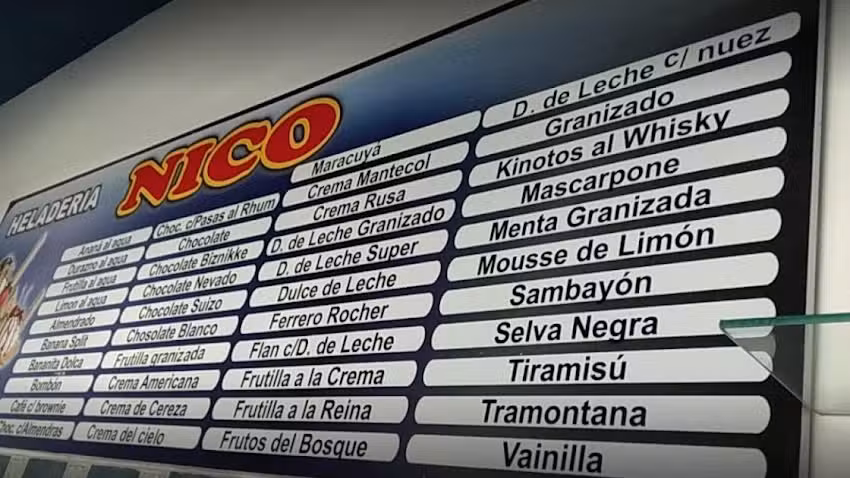 HELADERIA NICO
Ananá al agua
Durazno al agua
Frutilla al agua
Limon al agua
Almendrado
Banana Split
Bananita Dolca
Bombón
Café c/ brownie
Choc. c/Almendras
Choc. c/Pasas al Rhum
Chocolate
Chocolate Biznikke
Chocolate Nevado
Chocolate Suizo
Chosolate Blanco
Frutilla granizada
Crema Americana
Crema de Cereza
Crema del cielo
Maracuyá
Crema Mantecol
Crema Rusa
D. de Leche Granizado
D. de Leche Super
Dulce de Leche
Ferrero Rocher
Flan c/D. de Leche
Frutilla a la Crema
Frutilla a la Reina
Frutos del Bosque
D. de Leche c/ nuez
Granizado
Kinotos al Whisky
Mascarpone
Menta Granizada
Mousse de Limón
Sambayón
Selva Negra
Tiramisú
Tramontana
Vainilla